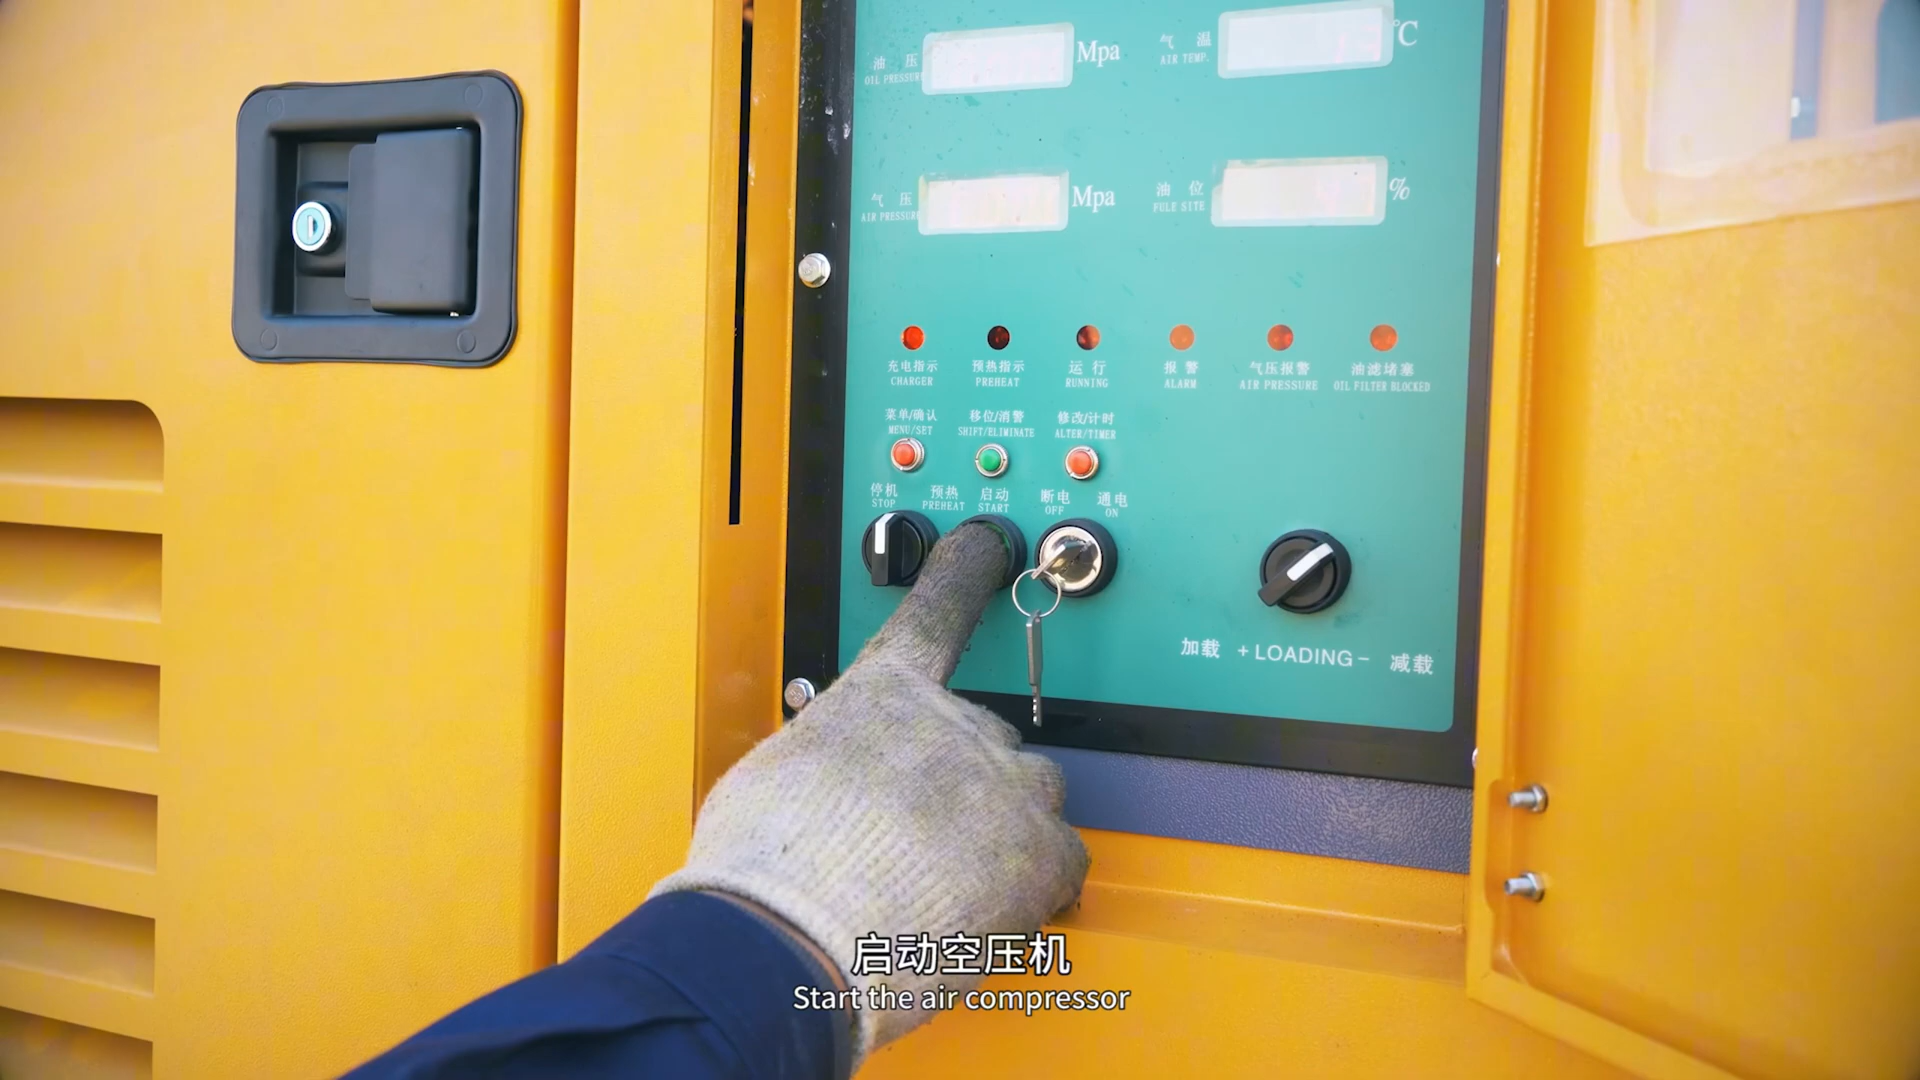 油 压
OIL PRESSURE
Mpa
气 温
AIR TEMP.
℃
气 压
AIR PRESSURE
Mpa
油 位
FULE SITE
%
充电指示
CHARGER
预热指示
PREHEAT
运 行
RUNNING
报 警
ALARM
气压报警
AIR PRESSURE
油滤堵塞
OIL FILTER BLOCKED
菜单/确认
MENU/SET
移位/消警
SHIFT/ELIMINATE
修改/计时
ALTER/TIMER
停机
STOP
预热
PREHEAT
启动
START
断电
OFF
通电
ON
加载 +LOADING- 减载
启动空压机
Start the air compressor